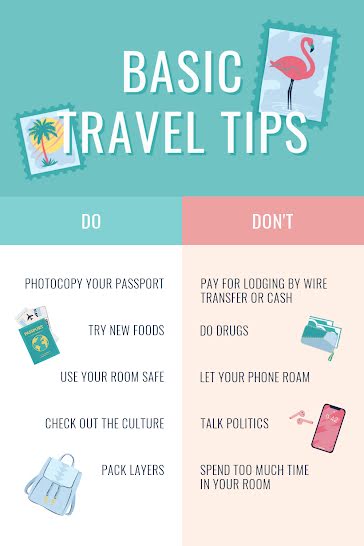 BASIC
TRAVEL TIPS
DO
DON'T
PHOTOCOPY YOUR PASSPORT
TRY NEW FOODS
USE YOUR ROOM SAFE
CHECK OUT THE CULTURE
PACK LAYERS
PAY FOR LODGING BY WIRE
TRANSFER OR CASH
DO DRUGS
LET YOUR PHONE ROAM
TALK POLITICS
SPEND TOO MUCH TIME
IN YOUR ROOM
PASSPORT